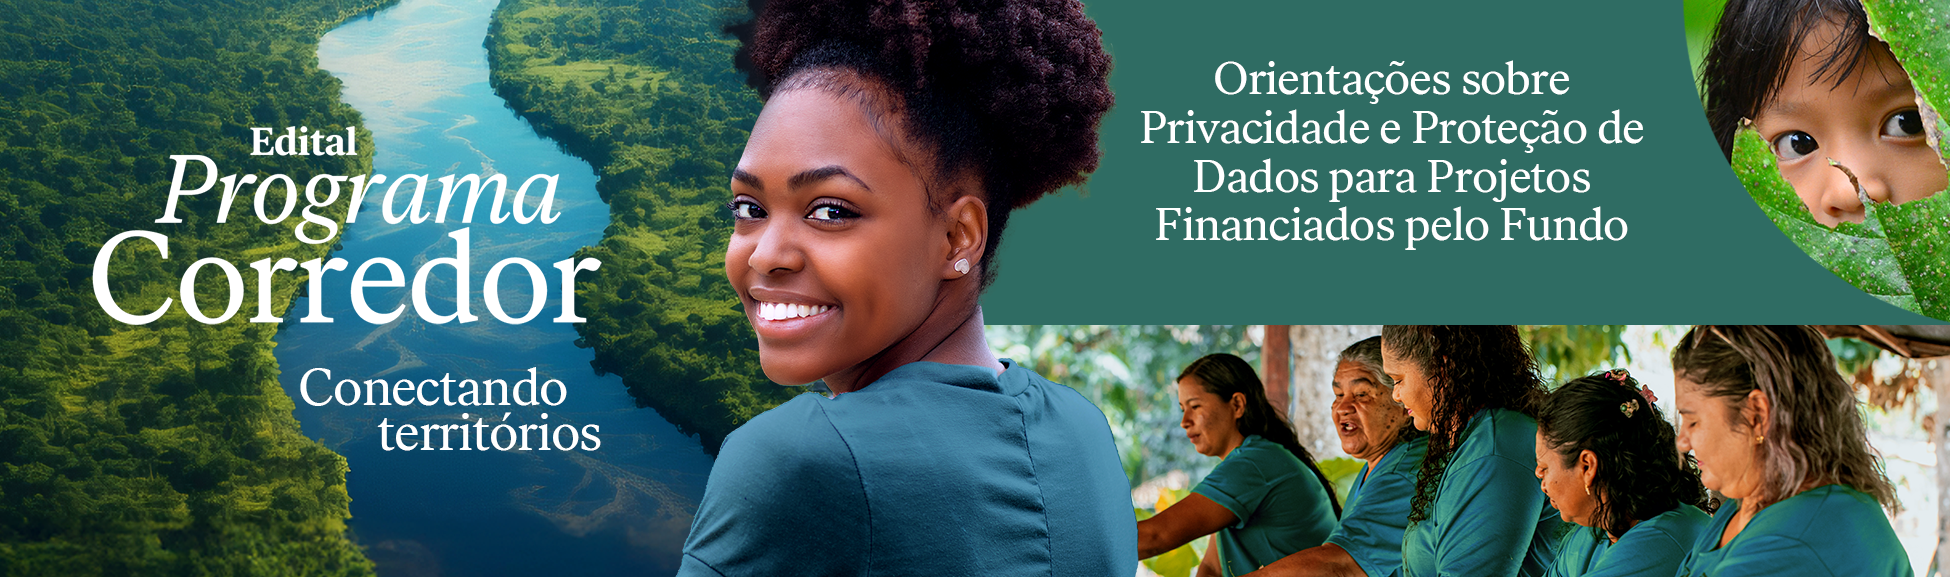 Edital
Programa
Corredor
Conectando
territórios
Orientações sobre
Privacidade e Proteção de
Dados para Projetos
Financiados pelo Fundo